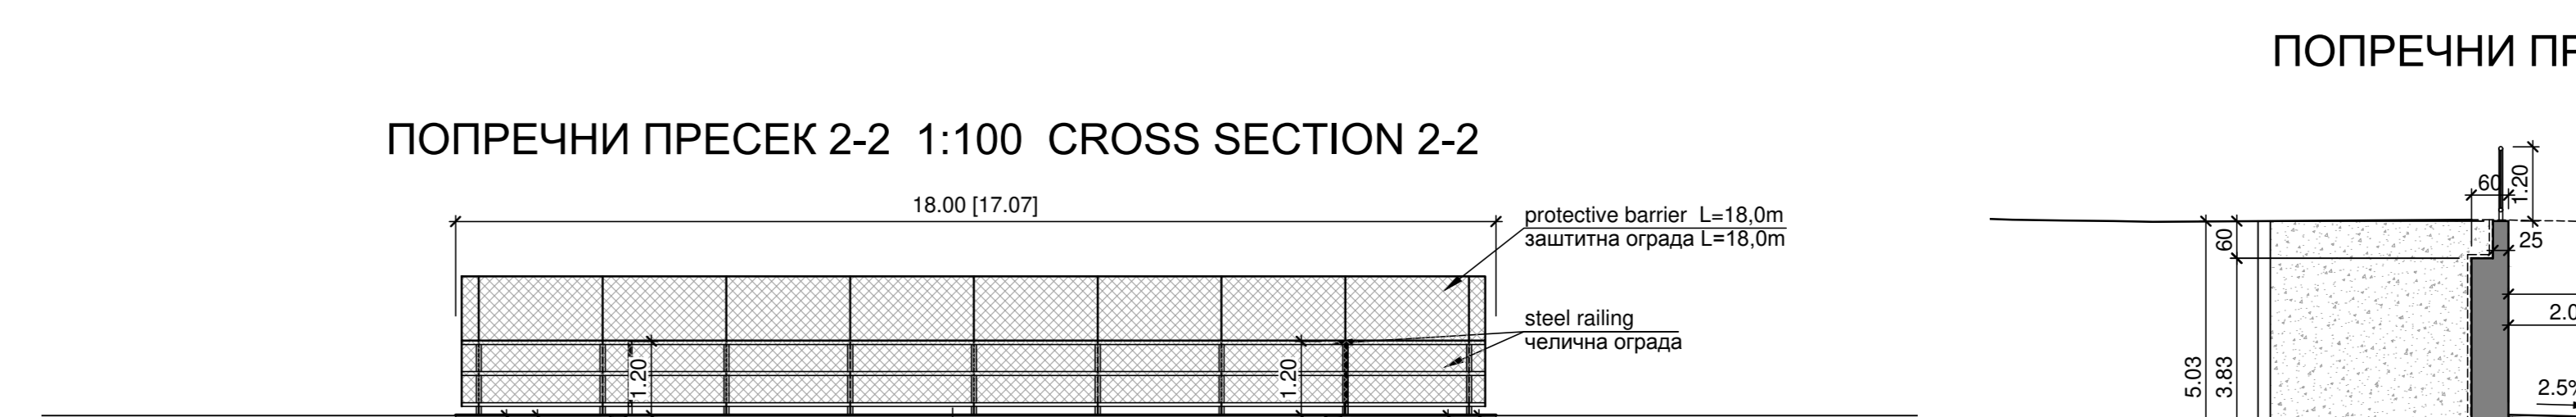 ПОПРЕЧНИ ПР
ПОПРЕЧНИ ПРЕСЕК 2-2 1:100 CROSS SECTION 2-2
18.00 [17.07]
protective barrier L=18,0m
заштитна ограда L=18,0m
steel railing
челична ограда
1.20
1.20
60
1.20
60
25
5.03
3.83
2.5%